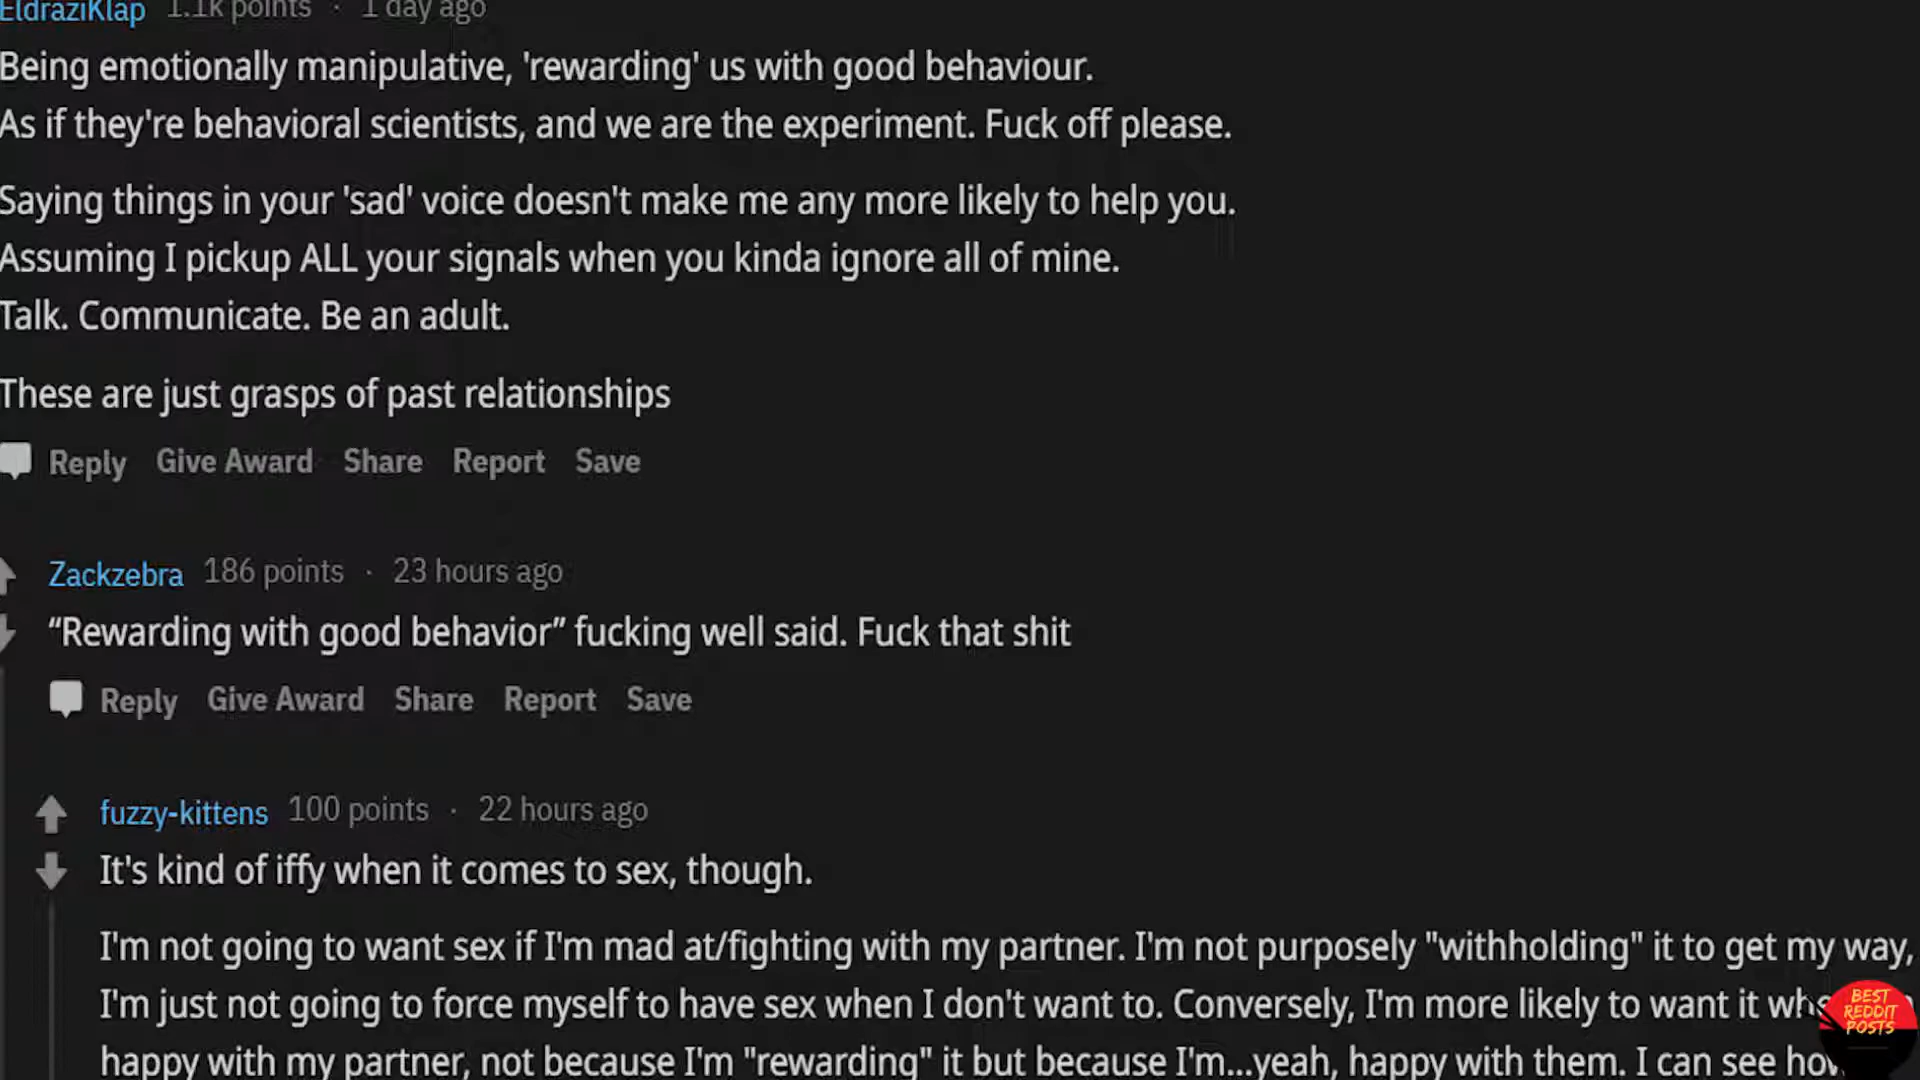 EldraziKlap 1.1k points · 1 day ago
Being emotionally manipulative, 'rewarding' us with good behaviour.
As if they're behavioral scientists, and we are the experiment. Fuck off please.
Saying things in your 'sad' voice doesn't make me any more likely to help you.
Assuming I pickup ALL your signals when you kinda ignore all of mine.
Talk. Communicate. Be an adult.
These are just grasps of past relationships
Reply Give Award Share Report Save
Zackzebra 186 points · 23 hours ago
“Rewarding with good behavior” fucking well said. Fuck that shit
Reply Give Award Share Report Save
fuzzy-kittens 100 points · 22 hours ago
It's kind of iffy when it comes to sex, though.
I'm not going to want sex if I'm mad at/fighting with my partner. I'm not purposely "withholding" it to get my way,
I'm just not going to force myself to have sex when I don't want to. Conversely, I'm more likely to want it
happy with my partner, not because I'm "rewarding" it but because I'm...yeah, happy with them. I can see
BEST
REDDIT
POSTS